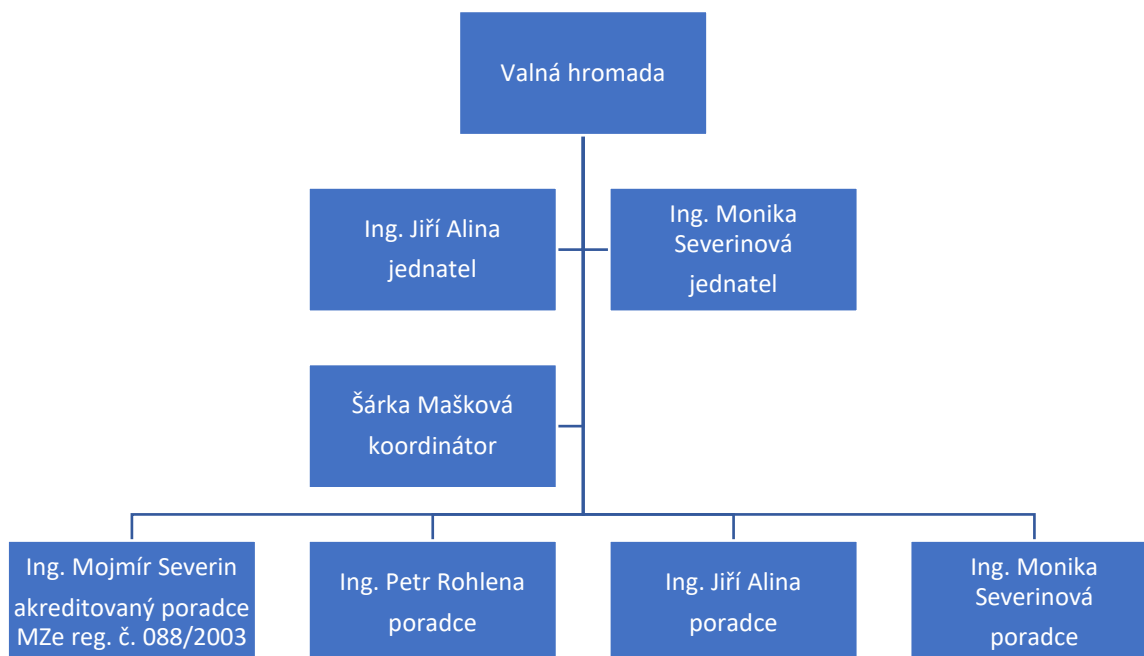 Valná hromada
Ing. Jiří Alina
jednatel
Ing. Monika
Severinová
jednatel
Šárka Mašková
koordinátor
Ing. Mojmír Severin
akreditovaný poradce
MZe reg. č. 088/2003
Ing. Petr Rohlena
poradce
Ing. Jiří Alina
poradce
Ing. Monika
Severinová
poradce